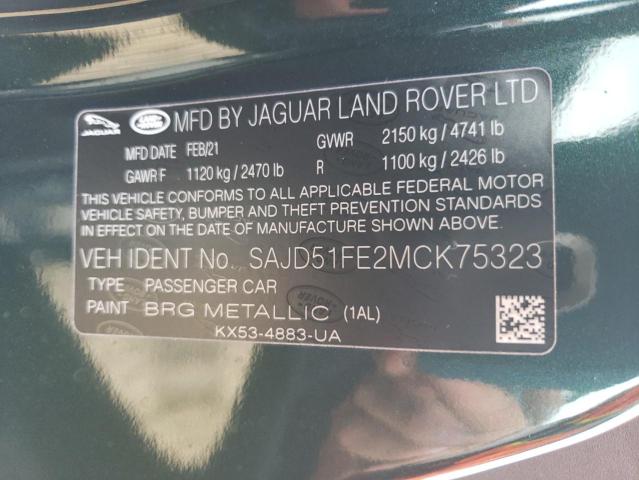 JAGUAR LAND ROVER MFD BY JAGUAR LAND ROVER LTD
MFD DATE FEB/21 GVWR 2150 kg / 4741 lb
GAWR F 1120 kg / 2470 lb R 1100 kg / 2426 lb
THIS VEHICLE CONFORMS TO ALL APPLICABLE FEDERAL MOTOR
VEHICLE SAFETY, BUMPER AND THEFT PREVENTION STANDARDS
IN EFFECT ON THE DATE OF MANUFACTURE SHOWN ABOVE.
VEH IDENT No. SAJD51FE2MCK75323
TYPE PASSENGER CAR
PAINT BRG METALLIC (1AL)
KX53-4883-UA